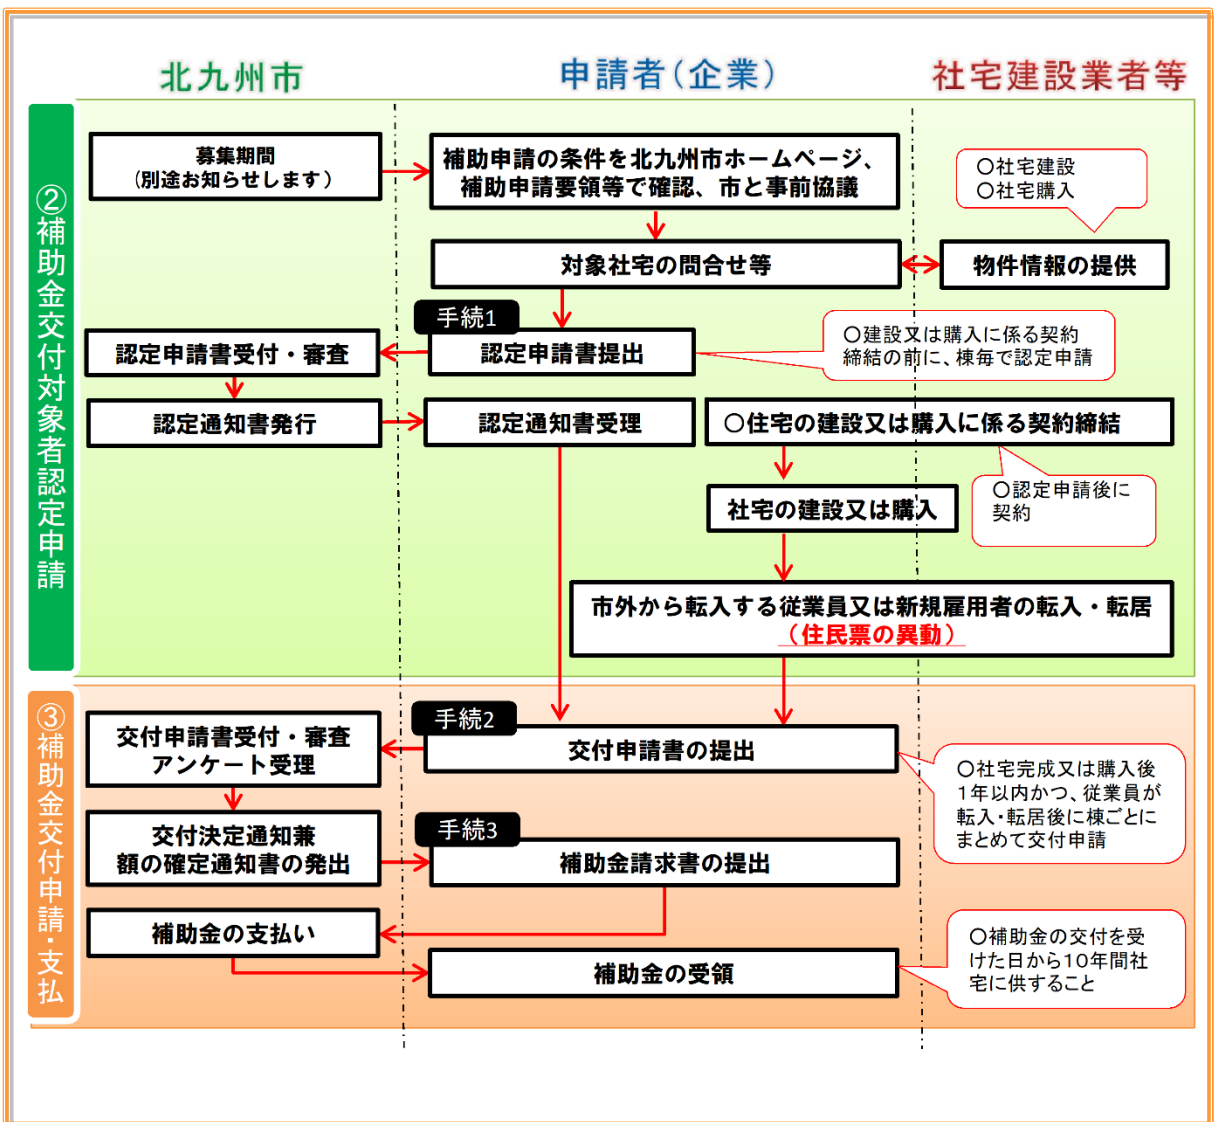 北九州市
申請者(企業)
社宅建設業者等
②補助金交付対象者認定申請
募集期間
(別途お知らせします)
補助申請の条件を北九州市ホームページ、
補助申請要領等で確認、市と事前協議
〇社宅建設
〇社宅購入
対象社宅の問合せ等
物件情報の提供
手続1
認定申請書提出
認定申請書受付・審査
〇建設又は購入に係る契約
締結の前に、棟毎で認定申請
認定通知書発行
認定通知書受理
〇住宅の建設又は購入に係る契約締結
〇認定申請後に
契約
社宅の建設又は購入
市外から転入する従業員又は新規雇用者の転入・転居
(住民票の異動)
③補助金交付申請・支払
手続2
交付申請書受付・審査
アンケート受理
交付申請書の提出
〇社宅完成又は購入後
1年以内かつ、従業員が
転入・転居後に棟ごとに
まとめて交付申請
手続3
交付決定通知兼
額の確定通知書の発出
補助金請求書の提出
補助金の支払い
補助金の受領
〇補助金の交付を受
けた日から10年間社
宅に供すること